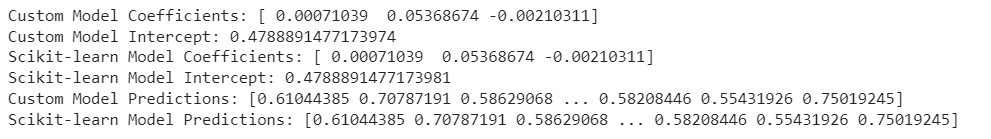 Custom Model Coefficients: [ 0.00071039  0.05368674 -0.00210311]
Custom Model Intercept: 0.4788891477173974
Scikit-learn Model Coefficients: [ 0.00071039  0.05368674 -0.00210311]
Scikit-learn Model Intercept: 0.4788891477173981
Custom Model Predictions: [0.61044385 0.70787191 0.58629068 ... 0.58208446 0.55431926 0.75019245]
Scikit-learn Model Predictions: [0.61044385 0.70787191 0.58629068 ... 0.58208446 0.55431926 0.75019245]